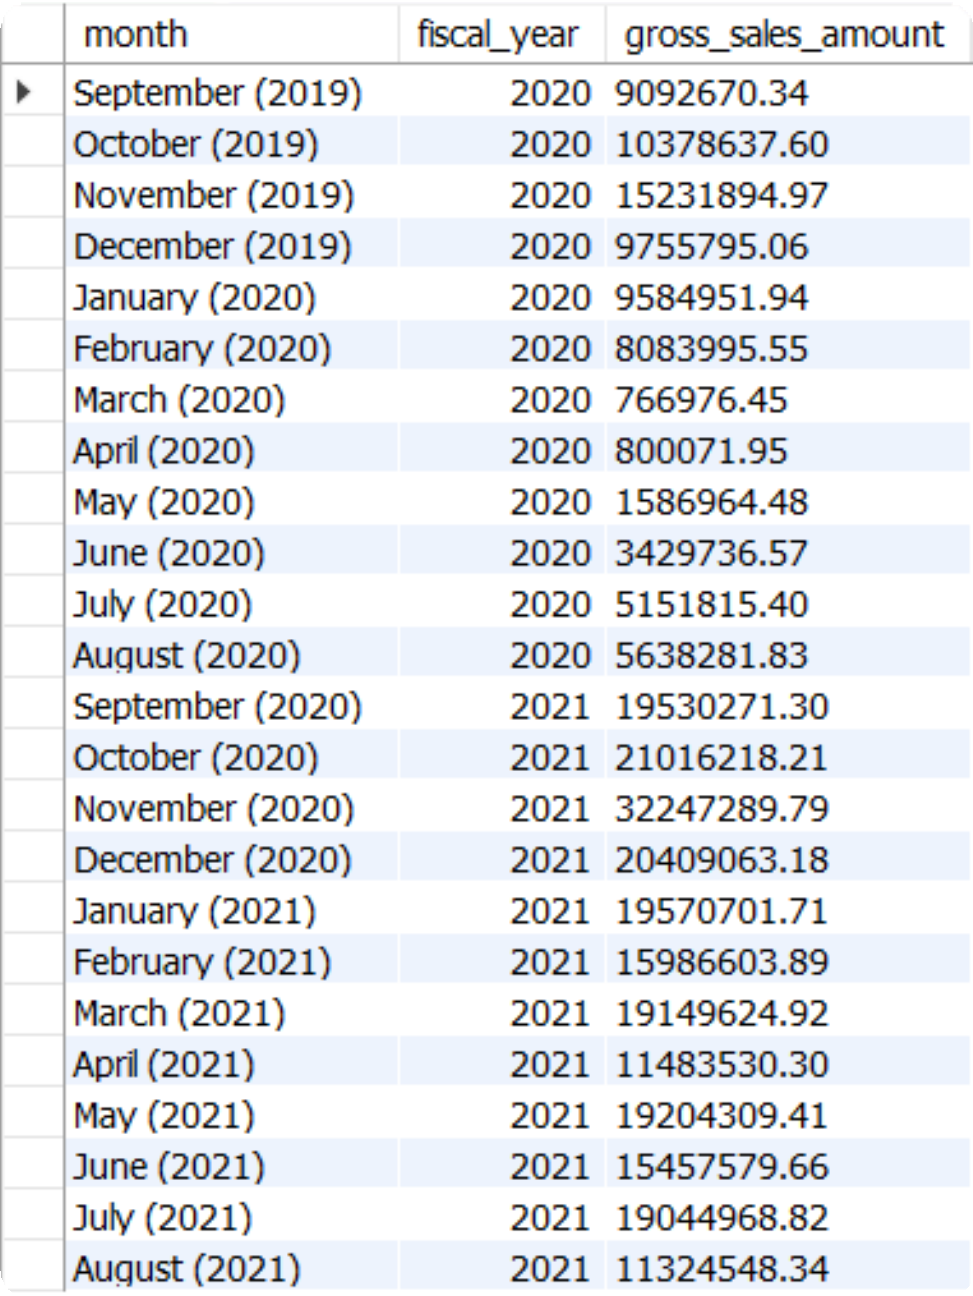 month fiscal_year gross_sales_amount
September (2019) 2020 9092670.34
October (2019) 2020 10378637.60
November (2019) 2020 15231894.97
December (2019) 2020 9755795.06
January (2020) 2020 9584951.94
February (2020) 2020 8083995.55
March (2020) 2020 766976.45
April (2020) 2020 800071.95
May (2020) 2020 1586964.48
June (2020) 2020 3429736.57
July (2020) 2020 5151815.40
August (2020) 2020 5638281.83
September (2020) 2021 19530271.30
October (2020) 2021 21016218.21
November (2020) 2021 32247289.79
December (2020) 2021 20409063.18
January (2021) 2021 19570701.71
February (2021) 2021 15986603.89
March (2021) 2021 19149624.92
April (2021) 2021 11483530.30
May (2021) 2021 19204309.41
June (2021) 2021 15457579.66
July (2021) 2021 19044968.82
August (2021) 2021 11324548.34